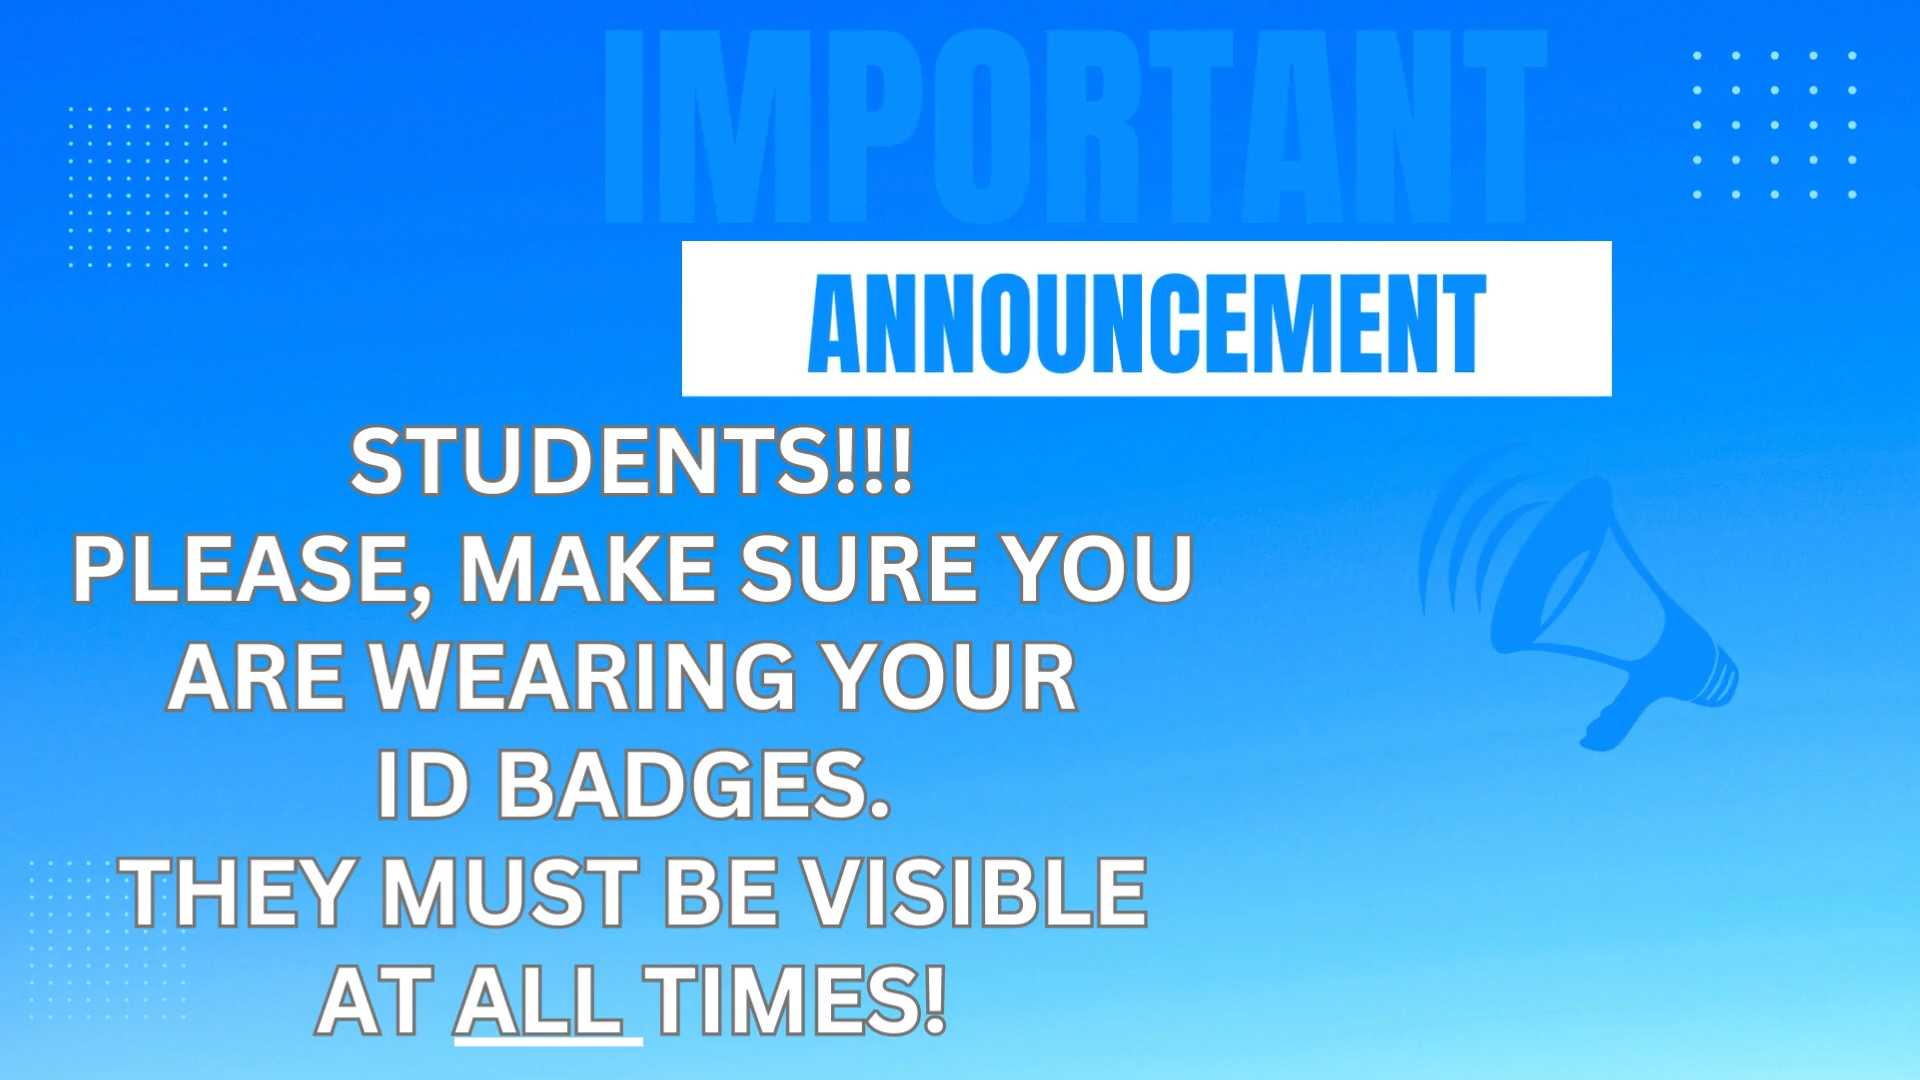 IMPORTANT
ANNOUNCEMENT
STUDENTS!!!
PLEASE, MAKE SURE YOU
ARE WEARING YOUR
ID BADGES.
THEY MUST BE VISIBLE
AT ALL TIMES!